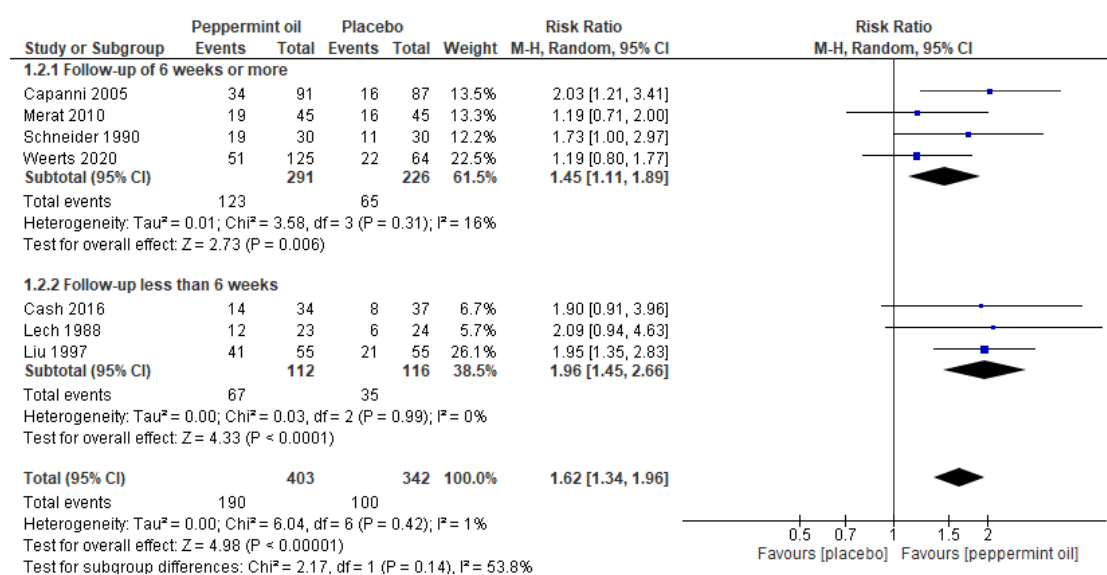 Peppermint oil Placebo Risk Ratio Risk Ratio
Study or Subgroup Events Total Events Total Weight M-H, Random, 95% CI M-H, Random, 95% CI
1.2.1 Follow-up of 6 weeks or more
Capanni 2005 34 91 16 87 13.5% 2.03 [1.21, 3.41]
Merat 2010 19 45 16 45 13.3% 1.19 [0.71, 2.00]
Schneider 1990 19 30 11 30 12.2% 1.73 [1.00, 2.97]
Weerts 2020 51 125 22 64 22.5% 1.19 [0.80, 1.77]
Subtotal (95% CI) 291 226 61.5% 1.45 [1.11, 1.89]
Total events 123 65
Heterogeneity: Tau² = 0.01; Chi² = 3.58, df = 3 (P = 0.31); I² = 16%
Test for overall effect: Z = 2.73 (P = 0.006)
1.2.2 Follow-up less than 6 weeks
Cash 2016 14 34 8 37 6.7% 1.90 [0.91, 3.96]
Lech 1988 12 23 6 24 5.7% 2.09 [0.94, 4.63]
Liu 1997 41 55 21 55 26.1% 1.95 [1.35, 2.83]
Subtotal (95% CI) 112 116 38.5% 1.96 [1.45, 2.66]
Total events 67 35
Heterogeneity: Tau² = 0.00; Chi² = 0.03, df = 2 (P = 0.99); I² = 0%
Test for overall effect: Z = 4.33 (P < 0.0001)
Total (95% CI) 403 342 100.0% 1.62 [1.34, 1.96]
Total events 190 100
Heterogeneity: Tau² = 0.00; Chi² = 6.04, df = 6 (P = 0.42); I² = 1%
Test for overall effect: Z = 4.98 (P < 0.00001)
Test for subgroup differences: Chi² = 2.17, df = 1 (P = 0.14), I² = 53.8%
0.5 0.7 1 1.5 2
Favours [placebo] Favours [peppermint oil]